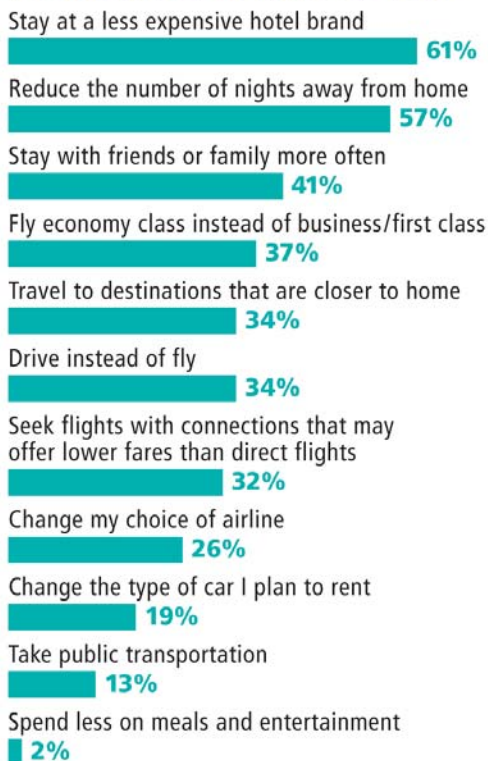 Stay at a less expensive hotel brand
61%
Reduce the number of nights away from home
57%
Stay with friends or family more often
41%
Fly economy class instead of business/first class
37%
Travel to destinations that are closer to home
34%
Drive instead of fly
34%
Seek flights with connections that may
offer lower fares than direct flights
32%
Change my choice of airline
26%
Change the type of car I plan to rent
19%
Take public transportation
13%
Spend less on meals and entertainment
2%